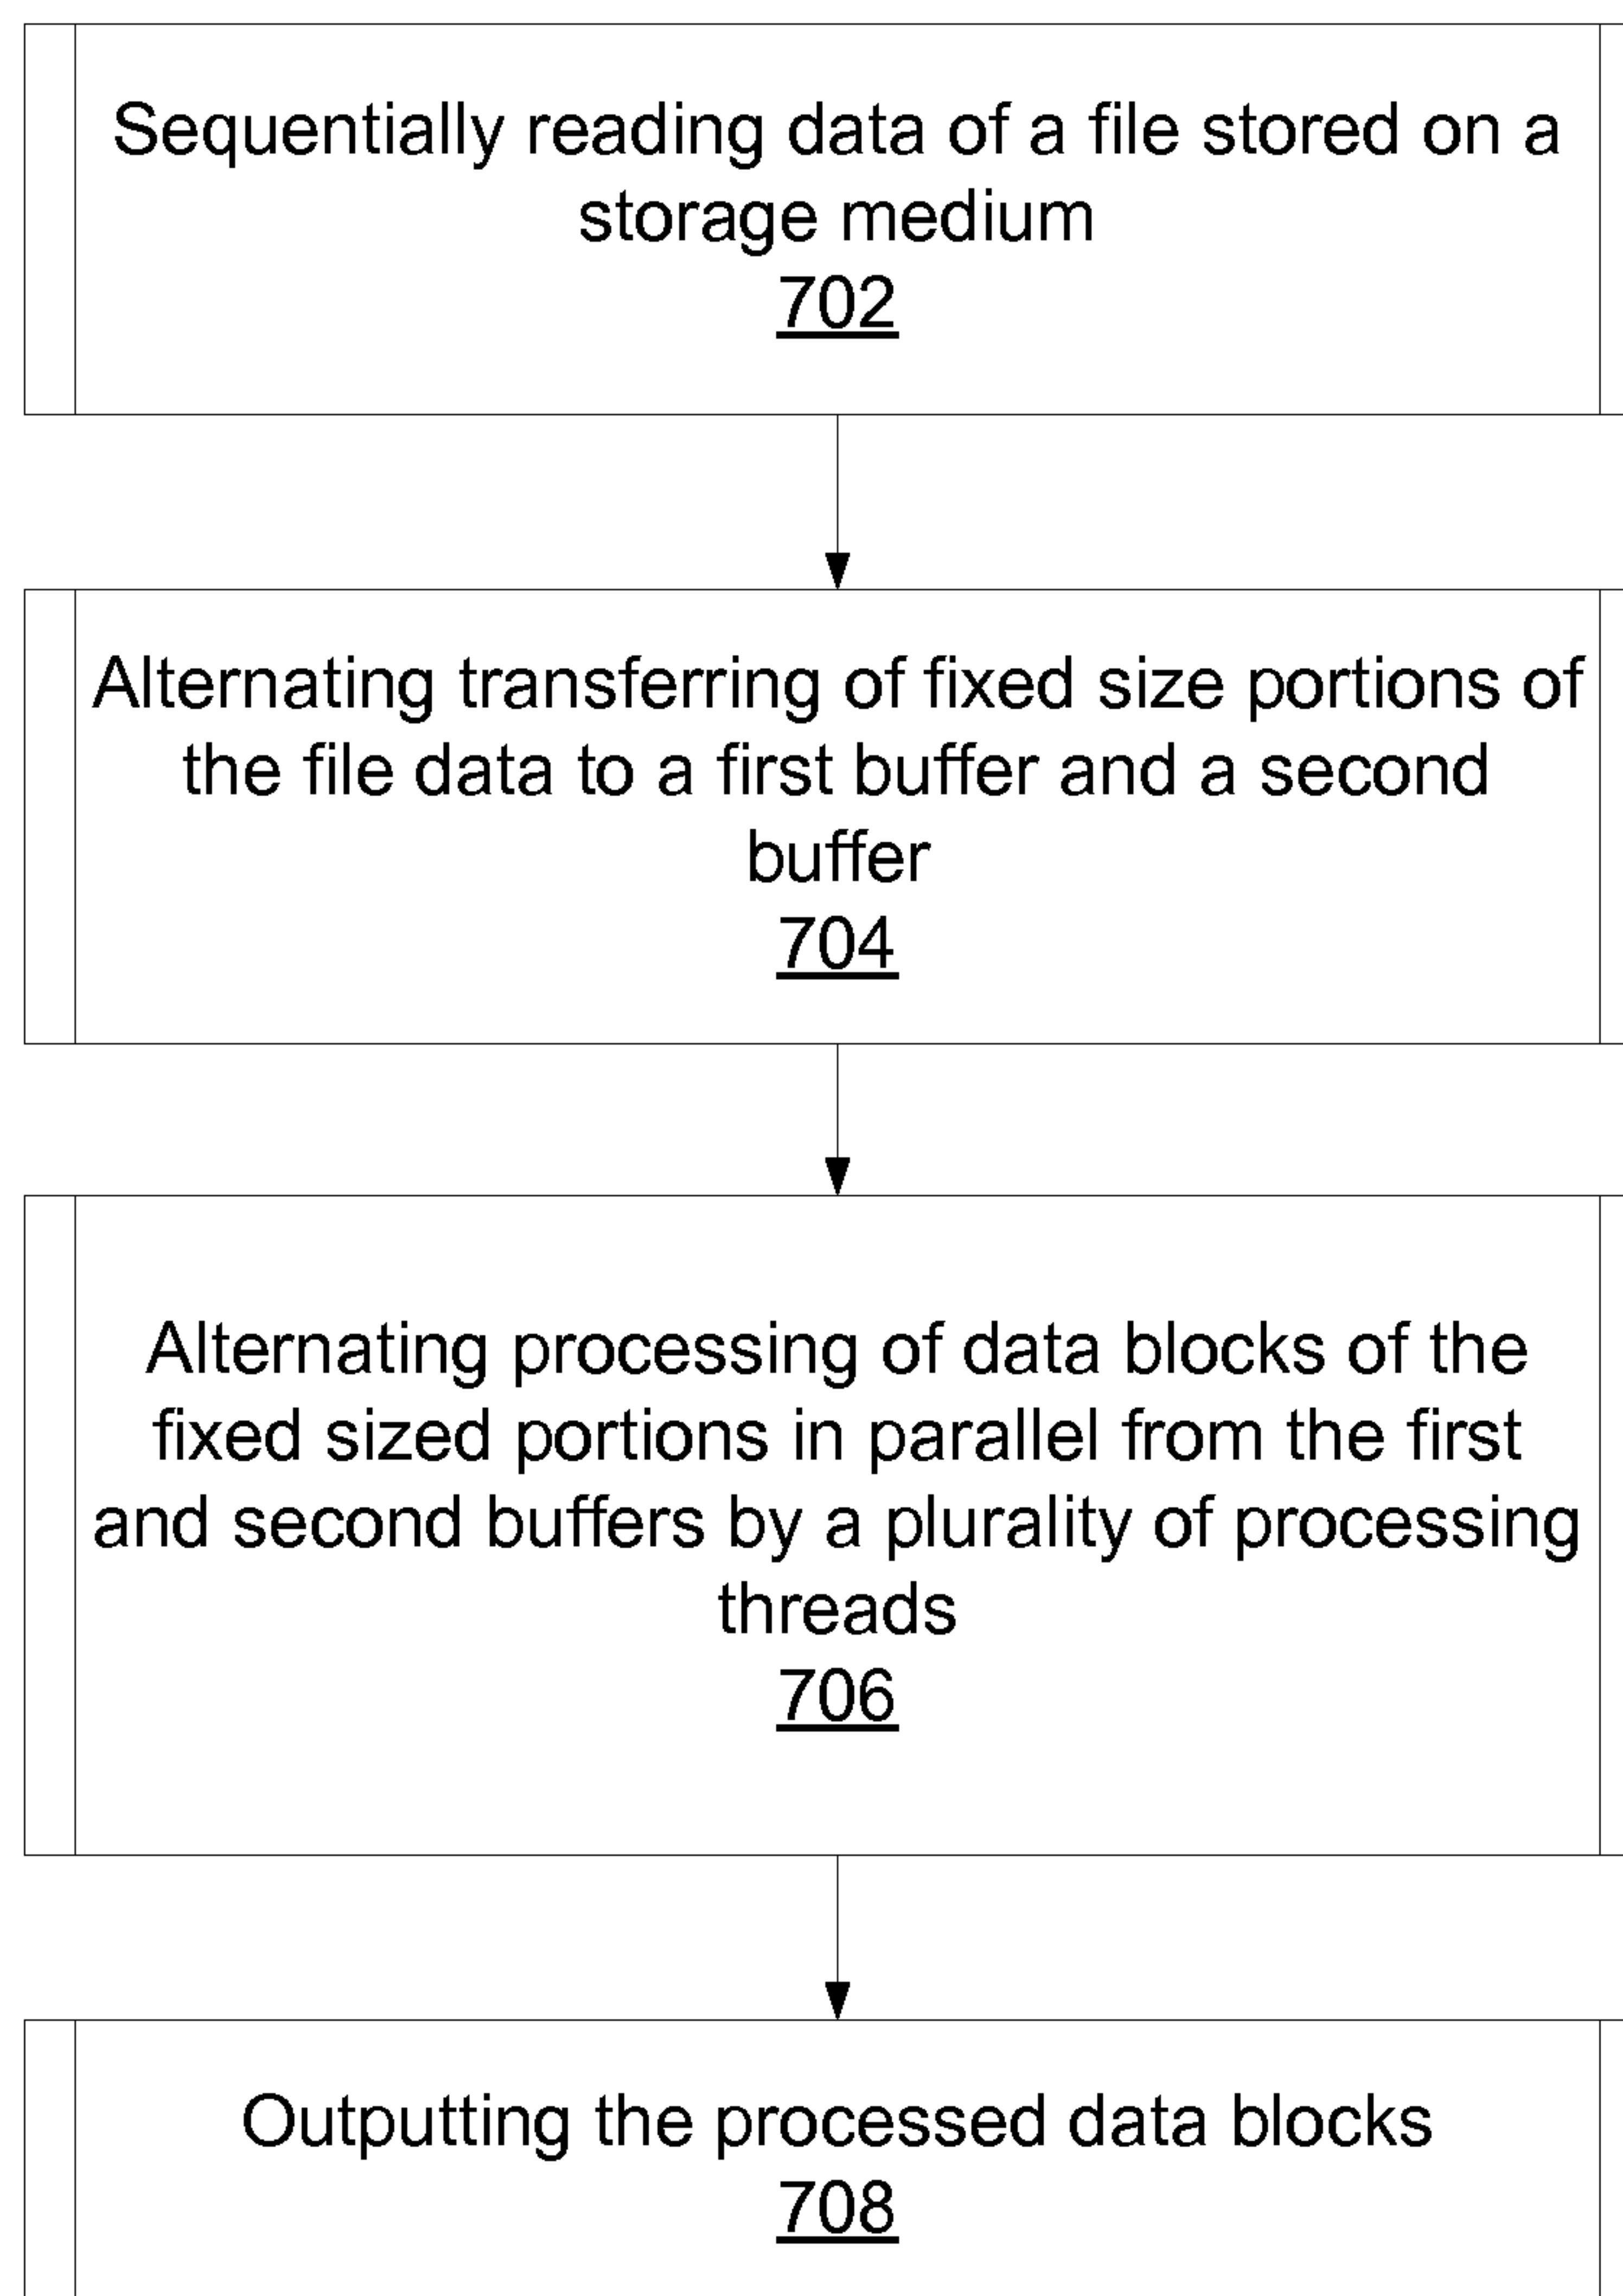 Sequentially reading data of a file stored on a
storage medium
702
Alternating transferring of fixed size portions of
the file data to a first buffer and a second
buffer
704
Alternating processing of data blocks of the
fixed sized portions in parallel from the first
and second buffers by a plurality of processing
threads
706
Outputting the processed data blocks
708